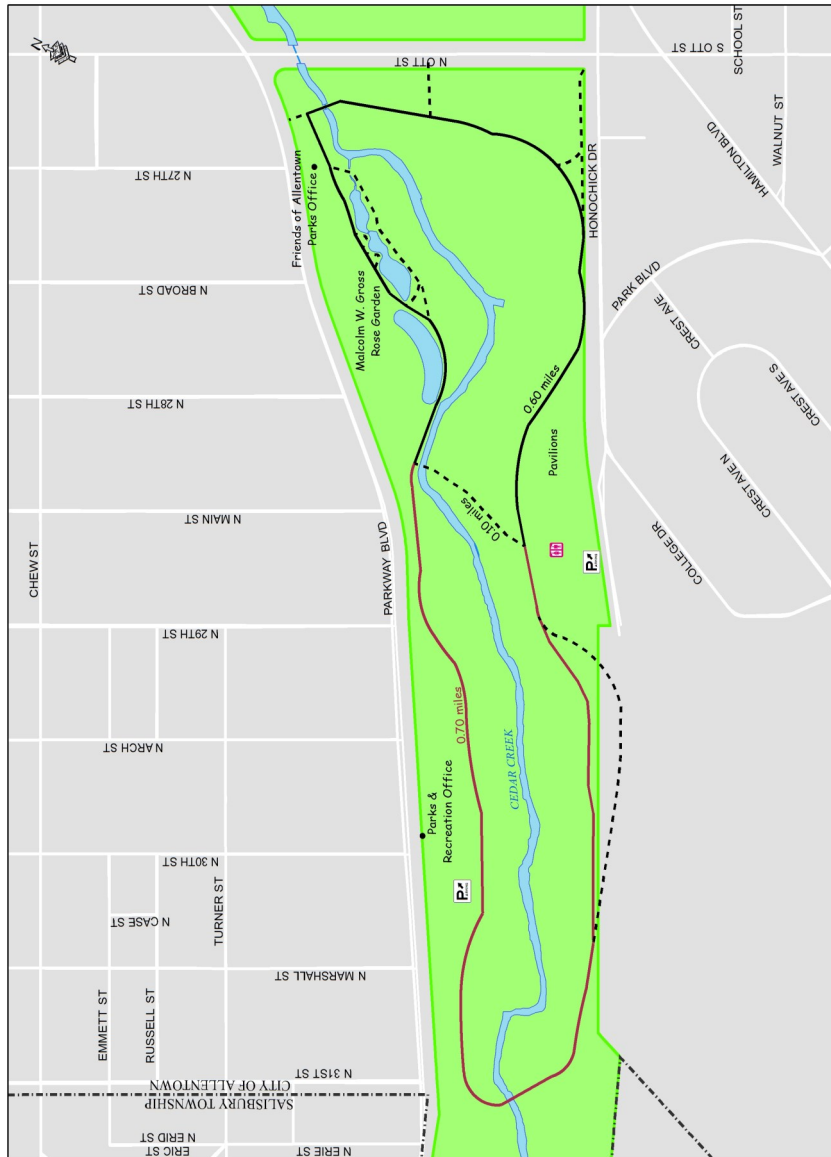 N
N OTT ST
S OTT ST
SCHOOL ST
WALNUT ST
HAMILTON BLVD
N 27TH ST
Friends of Allentown
Parks Office
HONOCHICK DR
N BROAD ST
Malcolm W. Gross
Rose Garden
PARK BLVD
CREST AVE
CREST AVE S
CREST AVE N
N 28TH ST
0.60 miles
Pavilions
0.10 miles
N MAIN ST
CHEW ST
PARKWAY BLVD
COLLEGE DR
P
N 29TH ST
0.70 miles
N ARCH ST
CEDAR CREEK
Parks &
Recreation Office
P
N 30TH ST
N CASE ST
TURNER ST
N MARSHALL ST
EMMETT ST
RUSSELL ST
N 31ST ST
CITY OF ALLENTOWN
SALISBURY TOWNSHIP
N ERID ST
ERIC ST
N ERIE ST